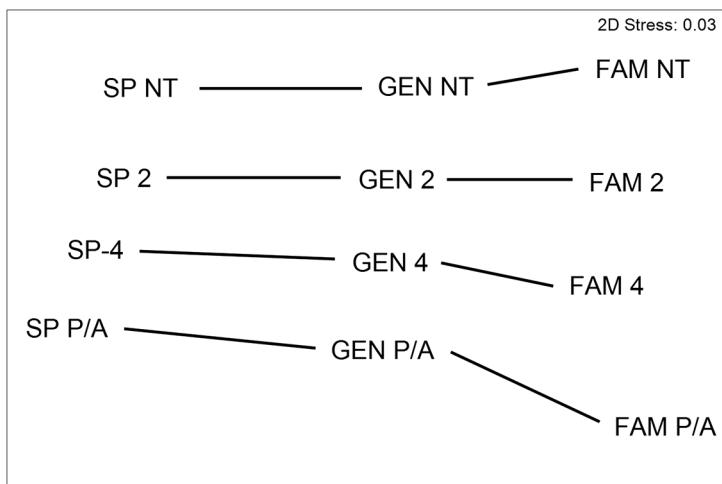 2D Stress: 0.03
SP NT GEN NT FAM NT
SP 2 GEN 2 FAM 2
SP-4 GEN 4 FAM 4
SP P/A GEN P/A FAM P/A